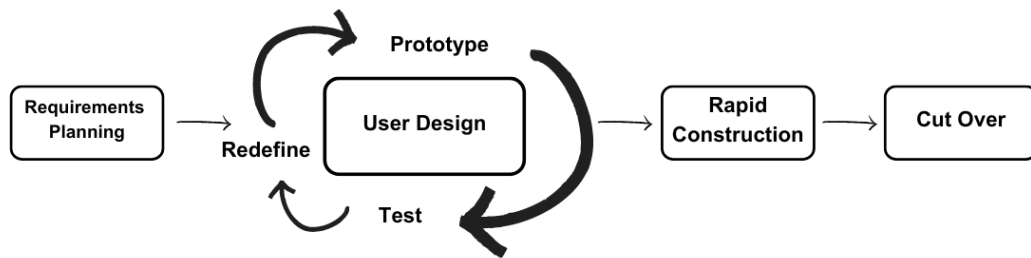 Requirements
Planning
Redefine
Prototype
User Design
Test
Rapid
Construction
Cut Over